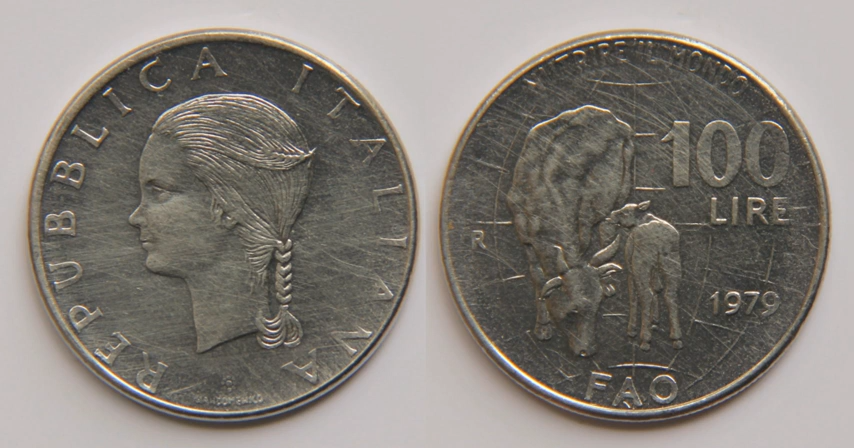 REPUBBLICA ITALIANA
NUTRIRE IL MONDO
100
LIRE
R
1979
FAO